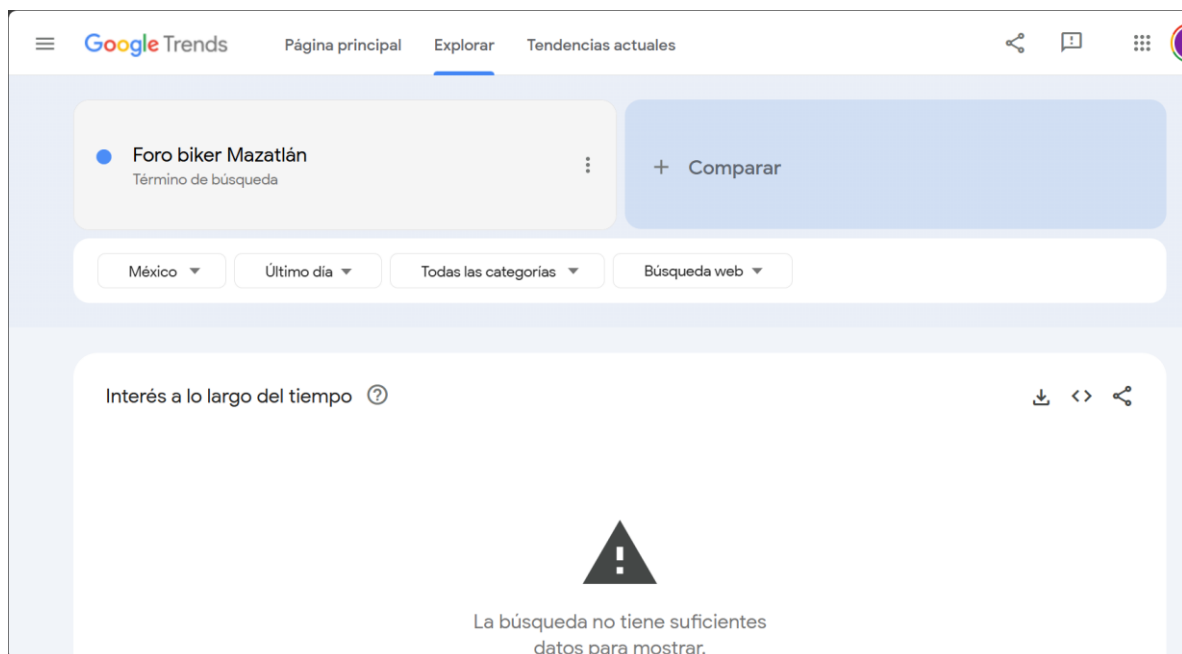 Google Trends
Página principal
Explorar
Tendencias actuales
Foro biker Mazatlán
Término de búsqueda
+ Comparar
México
Último día
Todas las categorías
Búsqueda web
Interés a lo largo del tiempo
La búsqueda no tiene suficientes
datos para mostrar.